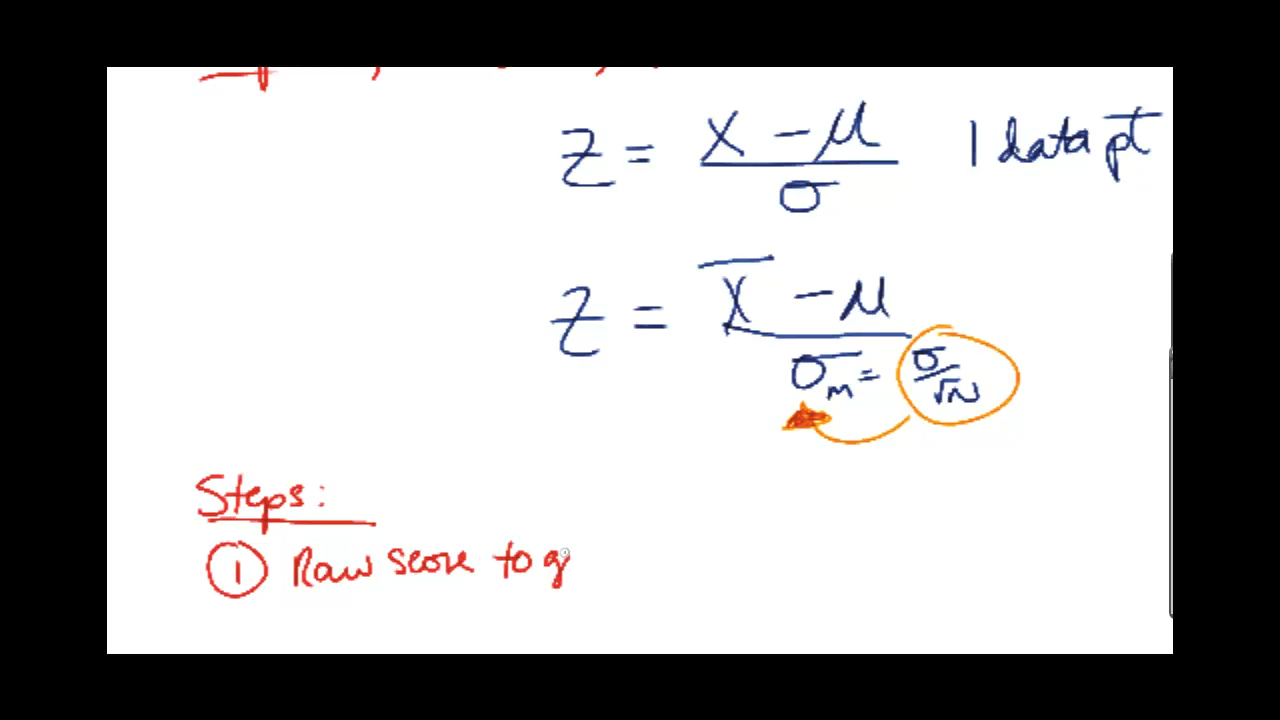 z = x - μ / σ 1 data pt
z = x̄ - μ / σm = σ/√N
Steps:
① Raw score to